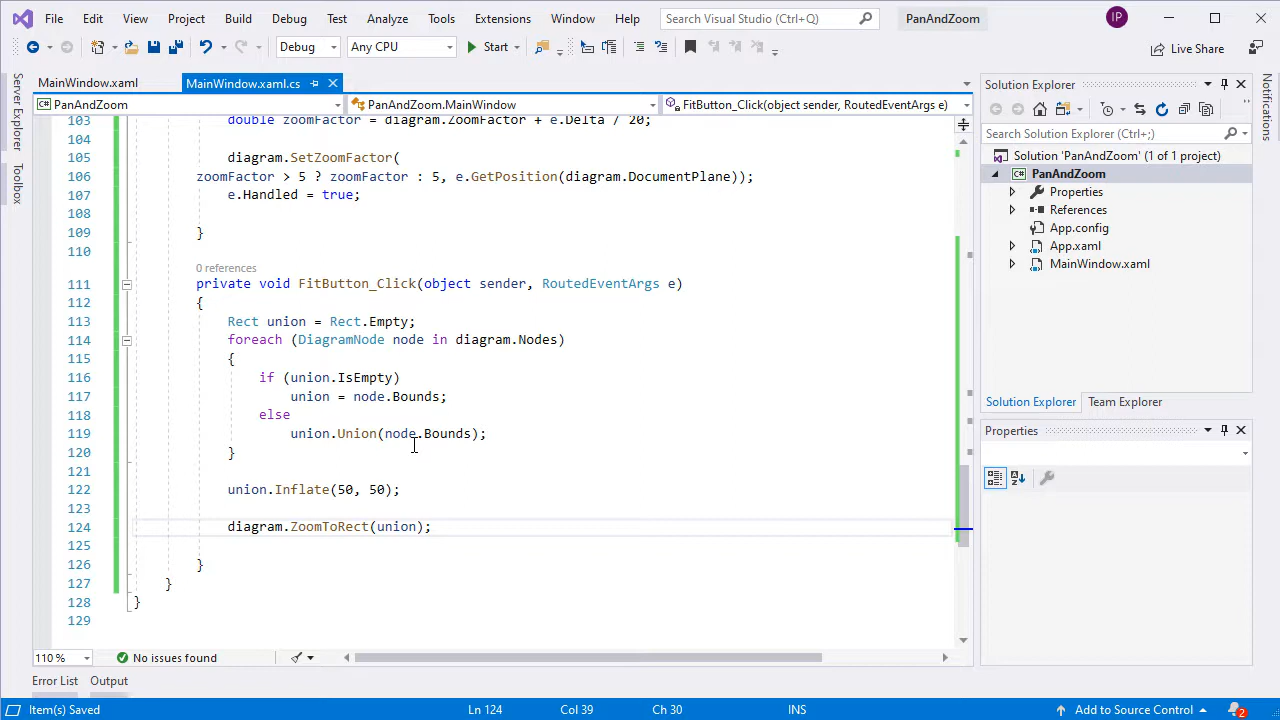 File Edit View Project Build Debug Test Analyze Tools Extensions Window Help Search Visual Studio (Ctrl+Q) PanAndZoom IP
Debug Any CPU Start Live Share
Server Explorer
Toolbox
MainWindow.xaml MainWindow.xaml.cs
PanAndZoom PanAndZoom.MainWindow FitButton_Click(object sender, RoutedEventArgs e)
103 double zoomFactor = diagram.ZoomFactor + e.Delta / 20;
104
105 diagram.SetZoomFactor(
106 zoomFactor > 5 ? zoomFactor : 5, e.GetPosition(diagram.DocumentPlane));
107 e.Handled = true;
108
109 }
110
0 references
111 private void FitButton_Click(object sender, RoutedEventArgs e)
112 {
113 Rect union = Rect.Empty;
114 foreach (DiagramNode node in diagram.Nodes)
115 {
116 if (union.IsEmpty)
117 union = node.Bounds;
118 else
119 union.Union(node.Bounds);
120 }
121
122 union.Inflate(50, 50);
123
124 diagram.ZoomToRect(union);
125
126 }
127 }
128 }
129
110 % No issues found
Error List Output
Solution Explorer
Search Solution Explorer (Ctrl+;)
Solution 'PanAndZoom' (1 of 1 project)
C# PanAndZoom
Properties
References
App.config
App.xaml
MainWindow.xaml
Solution Explorer Team Explorer
Properties
Notifications
Item(s) Saved Ln 124 Col 39 Ch 30 INS Add to Source Control 2